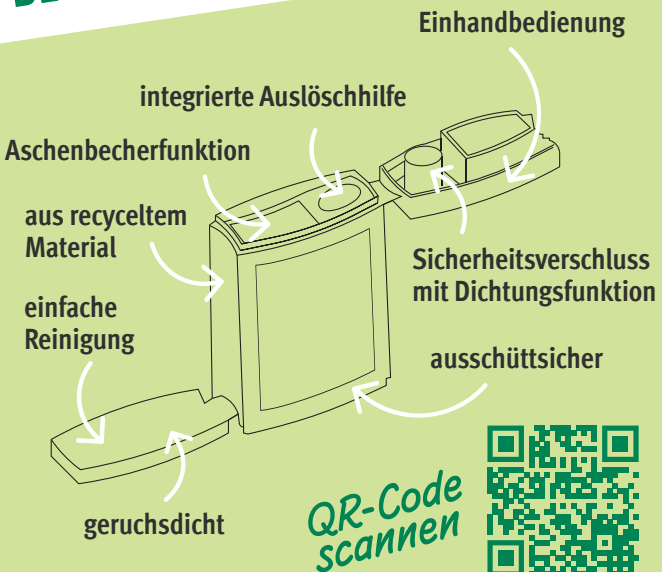 Einhandbedienung
integrierte Auslöschhilfe
Aschenbecherfunktion
aus recyceltem
Material
Sicherheitsverschluss
mit Dichtungsfunktion
einfache
Reinigung
ausschüttsicher
geruchsdicht
QR-Code
scannen